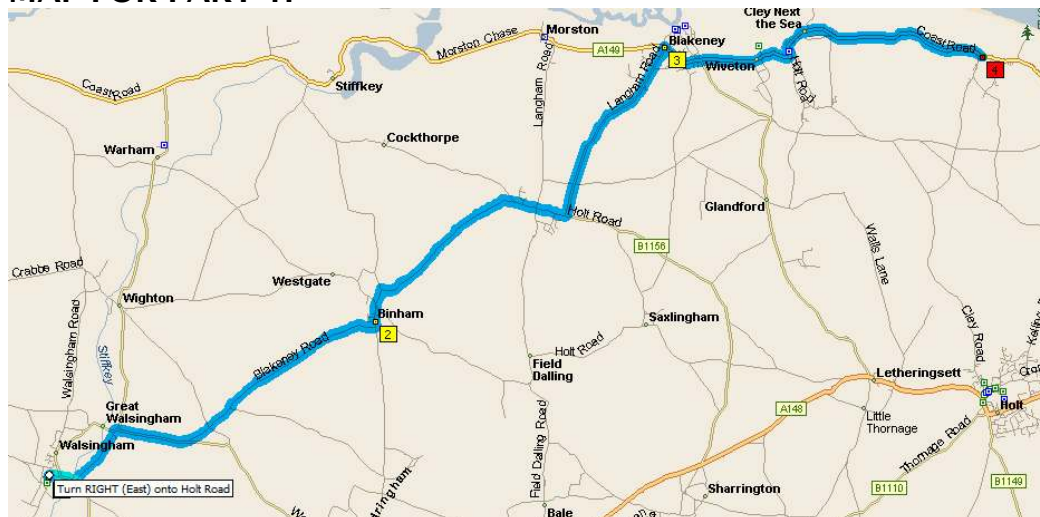 Cley Next
the Sea
Morston
Blakeney
A149
Morston Chase
Coast Road
3
Wiveton
4
Langham Road
Langham Road
Holt Road
Coast Road
Stiffkey
Cockthorpe
Warham
Glandford
Holt Road
B1156
Walls Lane
Crabbe Road
Westgate
Wighton
Binham
2
Saxlingham
Cley Road
Walsingham Road
Stiffkey
Blakeney Road
Holt Road
Field
Dalling
Letheringsett
Great
Walsingham
A148
Little
Thornage
Holt
Walsingham
Thornage Road
Field Dalling Road
Turn RIGHT (East) onto Holt Road
Sharrington
B1110
B1149
Bale